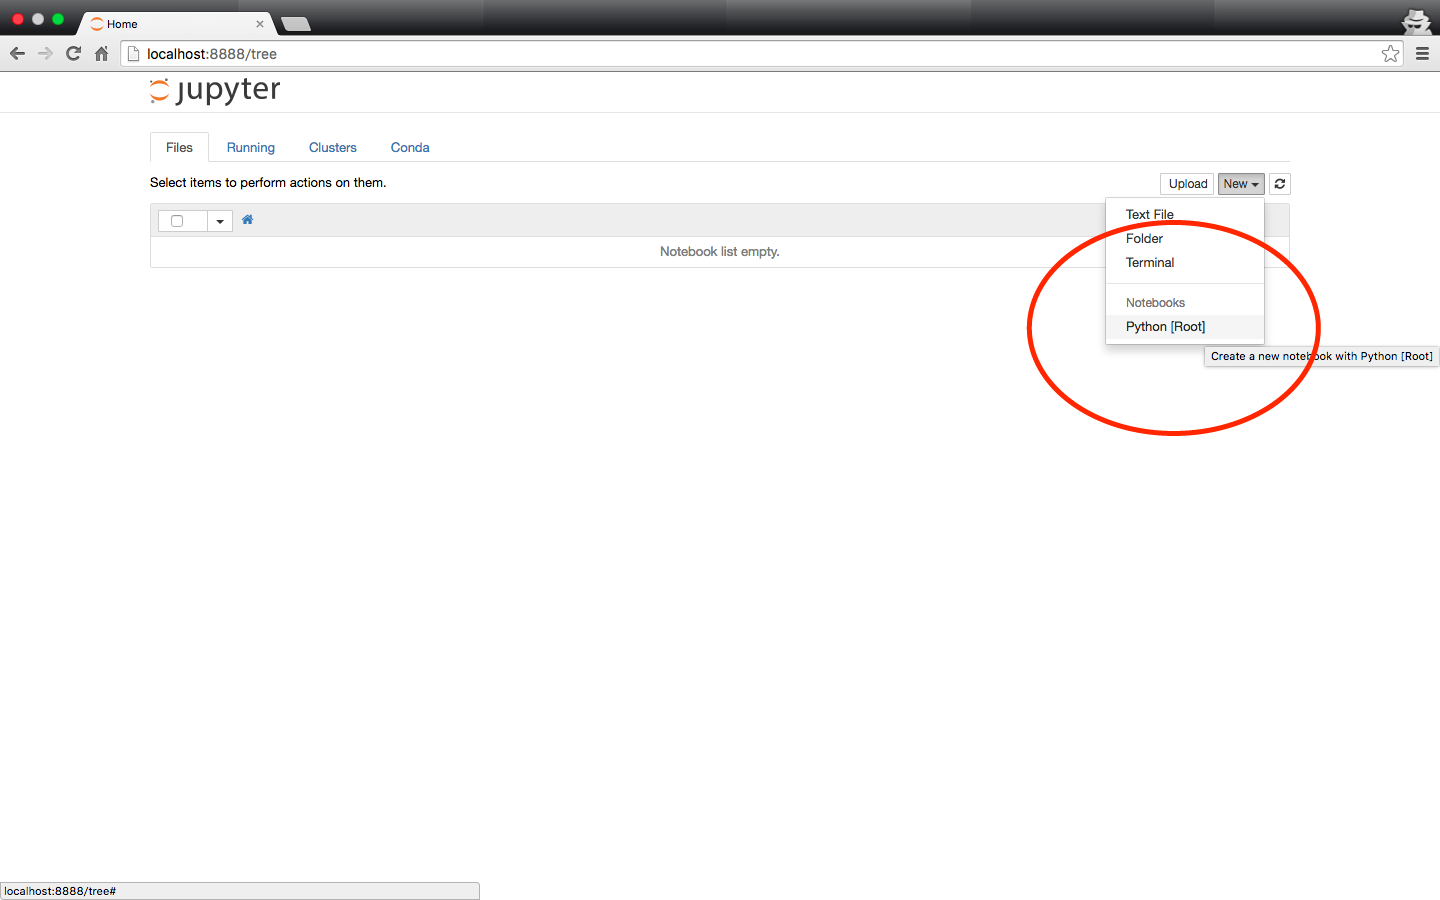 Home
localhost:8888/tree
jupyter
Files Running Clusters Conda
Select items to perform actions on them.
Upload New
Text File
Folder
Notebook list empty.
Terminal
Notebooks
Python [Root]
Create a new notebook with Python [Root]
localhost:8888/tree#